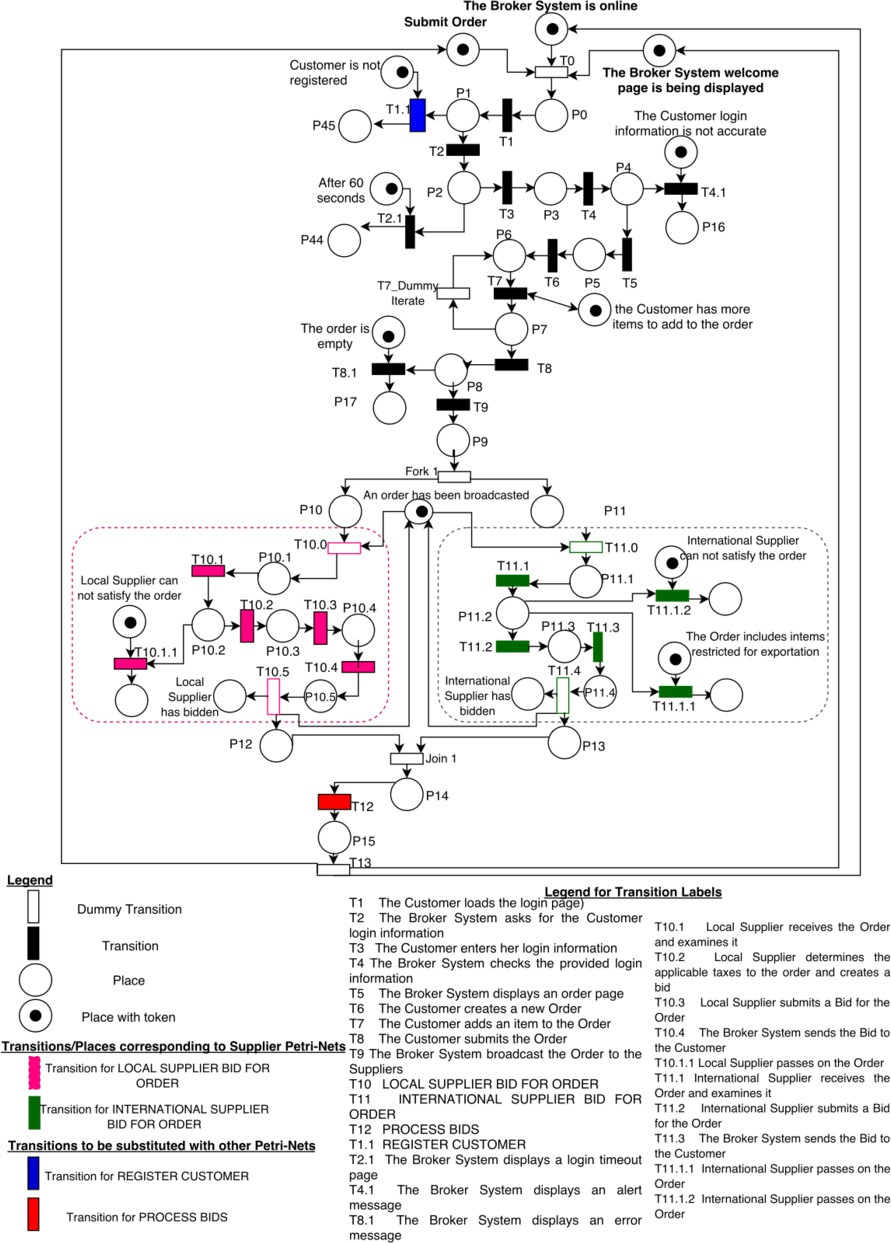 The Broker System is online
Submit Order
T0
Customer is not
registered
The Broker System welcome
page is being displayed
T1.1
P1
P0
P45
T1
The Customer login
information is not accurate
T2
P4
After 60
seconds
P2
T3
P3
T4
T4.1
T2.1
P16
P44
P6
T7
T6
P5
T5
T7_Dummy
Iterate
the Customer has more
items to add to the order
The order is
empty
P7
T8.1
T8
P8
P17
T9
P9
Fork 1
An order has been broadcasted
P10
P11
T10.0
T11.0
International Supplier
can not satisfy the order
T10.1
P10.1
T11.1
P11.1
Local Supplier can
not satisfy the order
T10.2
T10.3
P10.4
P11.2
T11.1.2
P11.3
T11.3
P10.2
P10.3
T11.2
The Order includes interns
restricted for exportation
T10.1.1
T10.5
T10.4
T11.4
Local
Supplier
has bidden
P10.5
International
Supplier has
bidden
P11.4
T11.1.1
P12
P13
Join 1
P14
T12
P15
T13
Legend
Dummy Transition
Transition
Place
Place with token
Transitions/Places corresponding to Supplier Petri-Nets
Transition for LOCAL SUPPLIER BID FOR
ORDER
Transition for INTERNATIONAL SUPPLIER
BID FOR ORDER
Transitions to be substituted with other Petri-Nets
Transition for REGISTER CUSTOMER
Transition for PROCESS BIDS
Legend for Transition Labels
T1 The Customer loads the login page)
T2 The Broker System asks for the Customer
login information
T3 The Customer enters her login information
T4 The Broker System checks the provided login
information
T5 The Broker System displays an order page
T6 The Customer creates a new Order
T7 The Customer adds an item to the Order
T8 The Customer submits the Order
T9 The Broker System broadcast the Order to the
Suppliers
T10 LOCAL SUPPLIER BID FOR ORDER
T11 INTERNATIONAL SUPPLIER BID FOR
ORDER
T12 PROCESS BIDS
T1.1 REGISTER CUSTOMER
T2.1 The Broker System displays a login timeout
page
T4.1 The Broker System displays an alert
message
T8.1 The Broker System displays an error
message
T10.1 Local Supplier receives the Order
and examines it
T10.2 Local Supplier determines the
applicable taxes to the order and creates a
bid
T10.3 Local Supplier submits a Bid for the
Order
T10.4 The Broker System sends the Bid to
the Customer
T10.1.1 Local Supplier passes on the Order
T11.1 International Supplier receives the
Order and examines it
T11.2 International Supplier submits a Bid
for the Order
T11.3 The Broker System sends the Bid to
the Customer
T11.1.1 International Supplier passes on the
Order
T11.1.2 International Supplier passes on the
Order